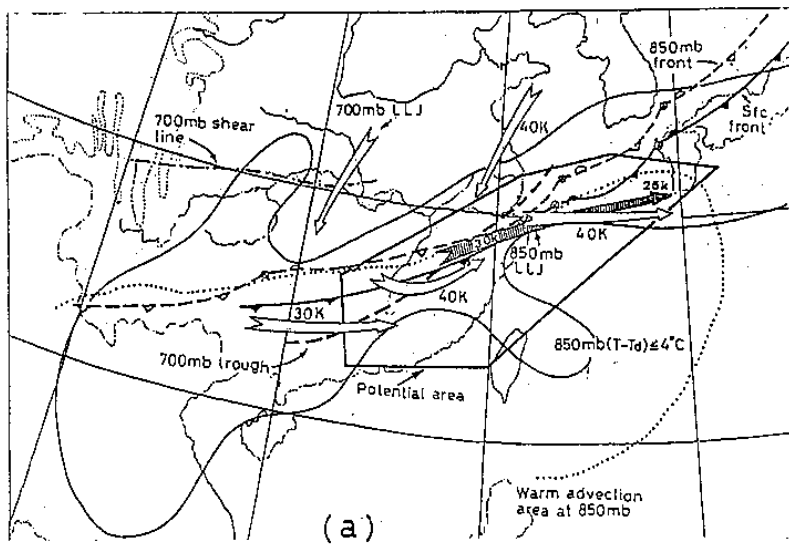 850mb
front
700mb LLJ
40K
Sfc
front
700mb shear
line
26k
30k
40K
850mb
LLJ
40K
30K
850mb(T-Td)≤4°C
700mb trough
Potential area
Warm advection
area at 850mb
(a)